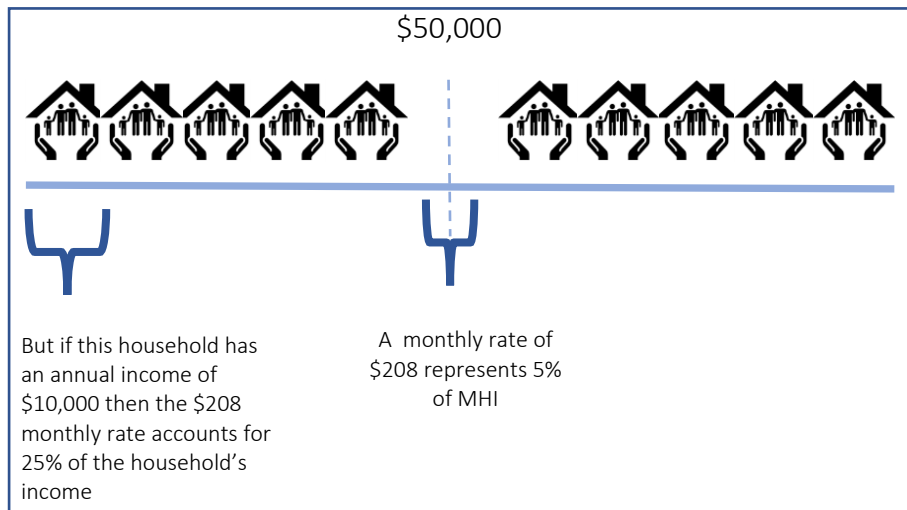 $50,000
But if this household has
an annual income of
$10,000 then the $208
monthly rate accounts for
25% of the household’s
income
A monthly rate of
$208 represents 5%
of MHI